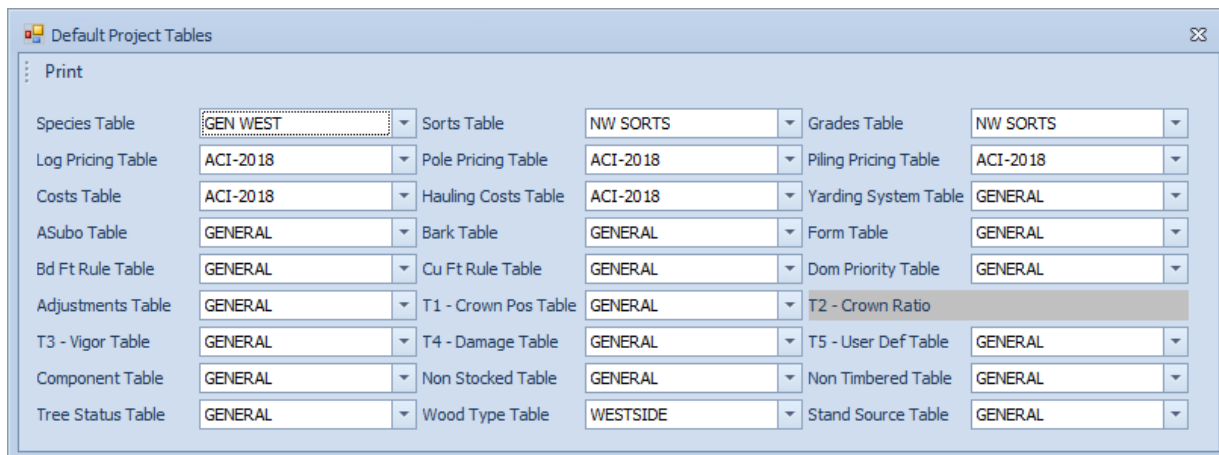 Default Project Tables
Print
Species Table GEN WEST Sorts Table NW SORTS Grades Table NW SORTS
Log Pricing Table ACI-2018 Pole Pricing Table ACI-2018 Piling Pricing Table ACI-2018
Costs Table ACI-2018 Hauling Costs Table ACI-2018 Yarding System Table GENERAL
ASubo Table GENERAL Bark Table GENERAL Form Table GENERAL
Bd Ft Rule Table GENERAL Cu Ft Rule Table GENERAL Dom Priority Table GENERAL
Adjustments Table GENERAL T1 - Crown Pos Table GENERAL T2 - Crown Ratio
T3 - Vigor Table GENERAL T4 - Damage Table GENERAL T5 - User Def Table GENERAL
Component Table GENERAL Non Stocked Table GENERAL Non Timbered Table GENERAL
Tree Status Table GENERAL Wood Type Table WESTSIDE Stand Source Table GENERAL